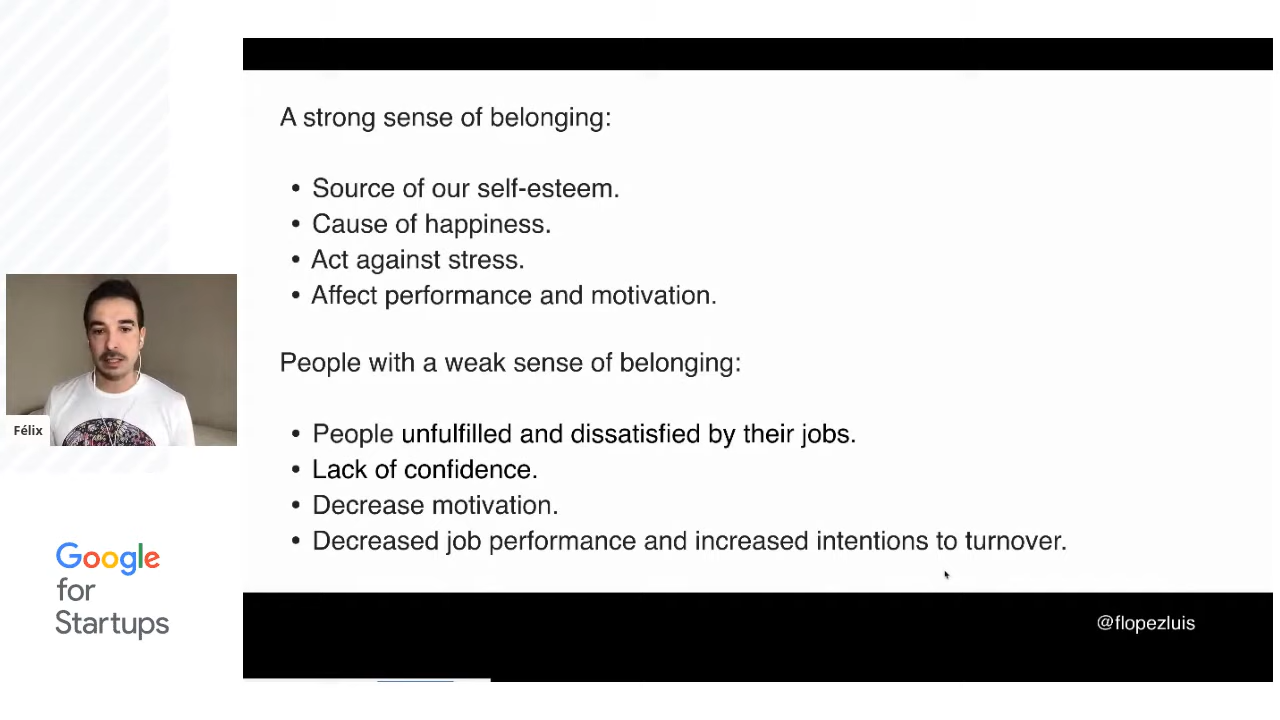 A strong sense of belonging:
• Source of our self-esteem.
• Cause of happiness.
• Act against stress.
• Affect performance and motivation.
People with a weak sense of belonging:
• People unfulfilled and dissatisfied by their jobs.
• Lack of confidence.
• Decrease motivation.
• Decreased job performance and increased intentions to turnover.
Félix
Google
for
Startups
@flopezluis